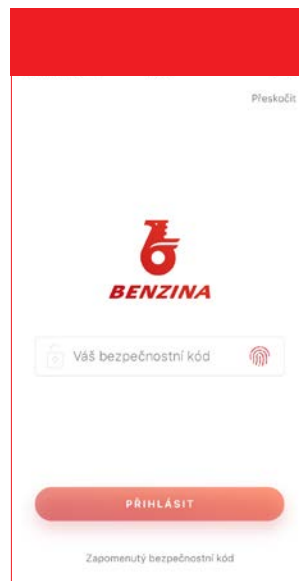 Přeskočit
BENZINA
Váš bezpečnostní kód
PŘIHLÁSIT
Zapomenutý bezpečnostní kód